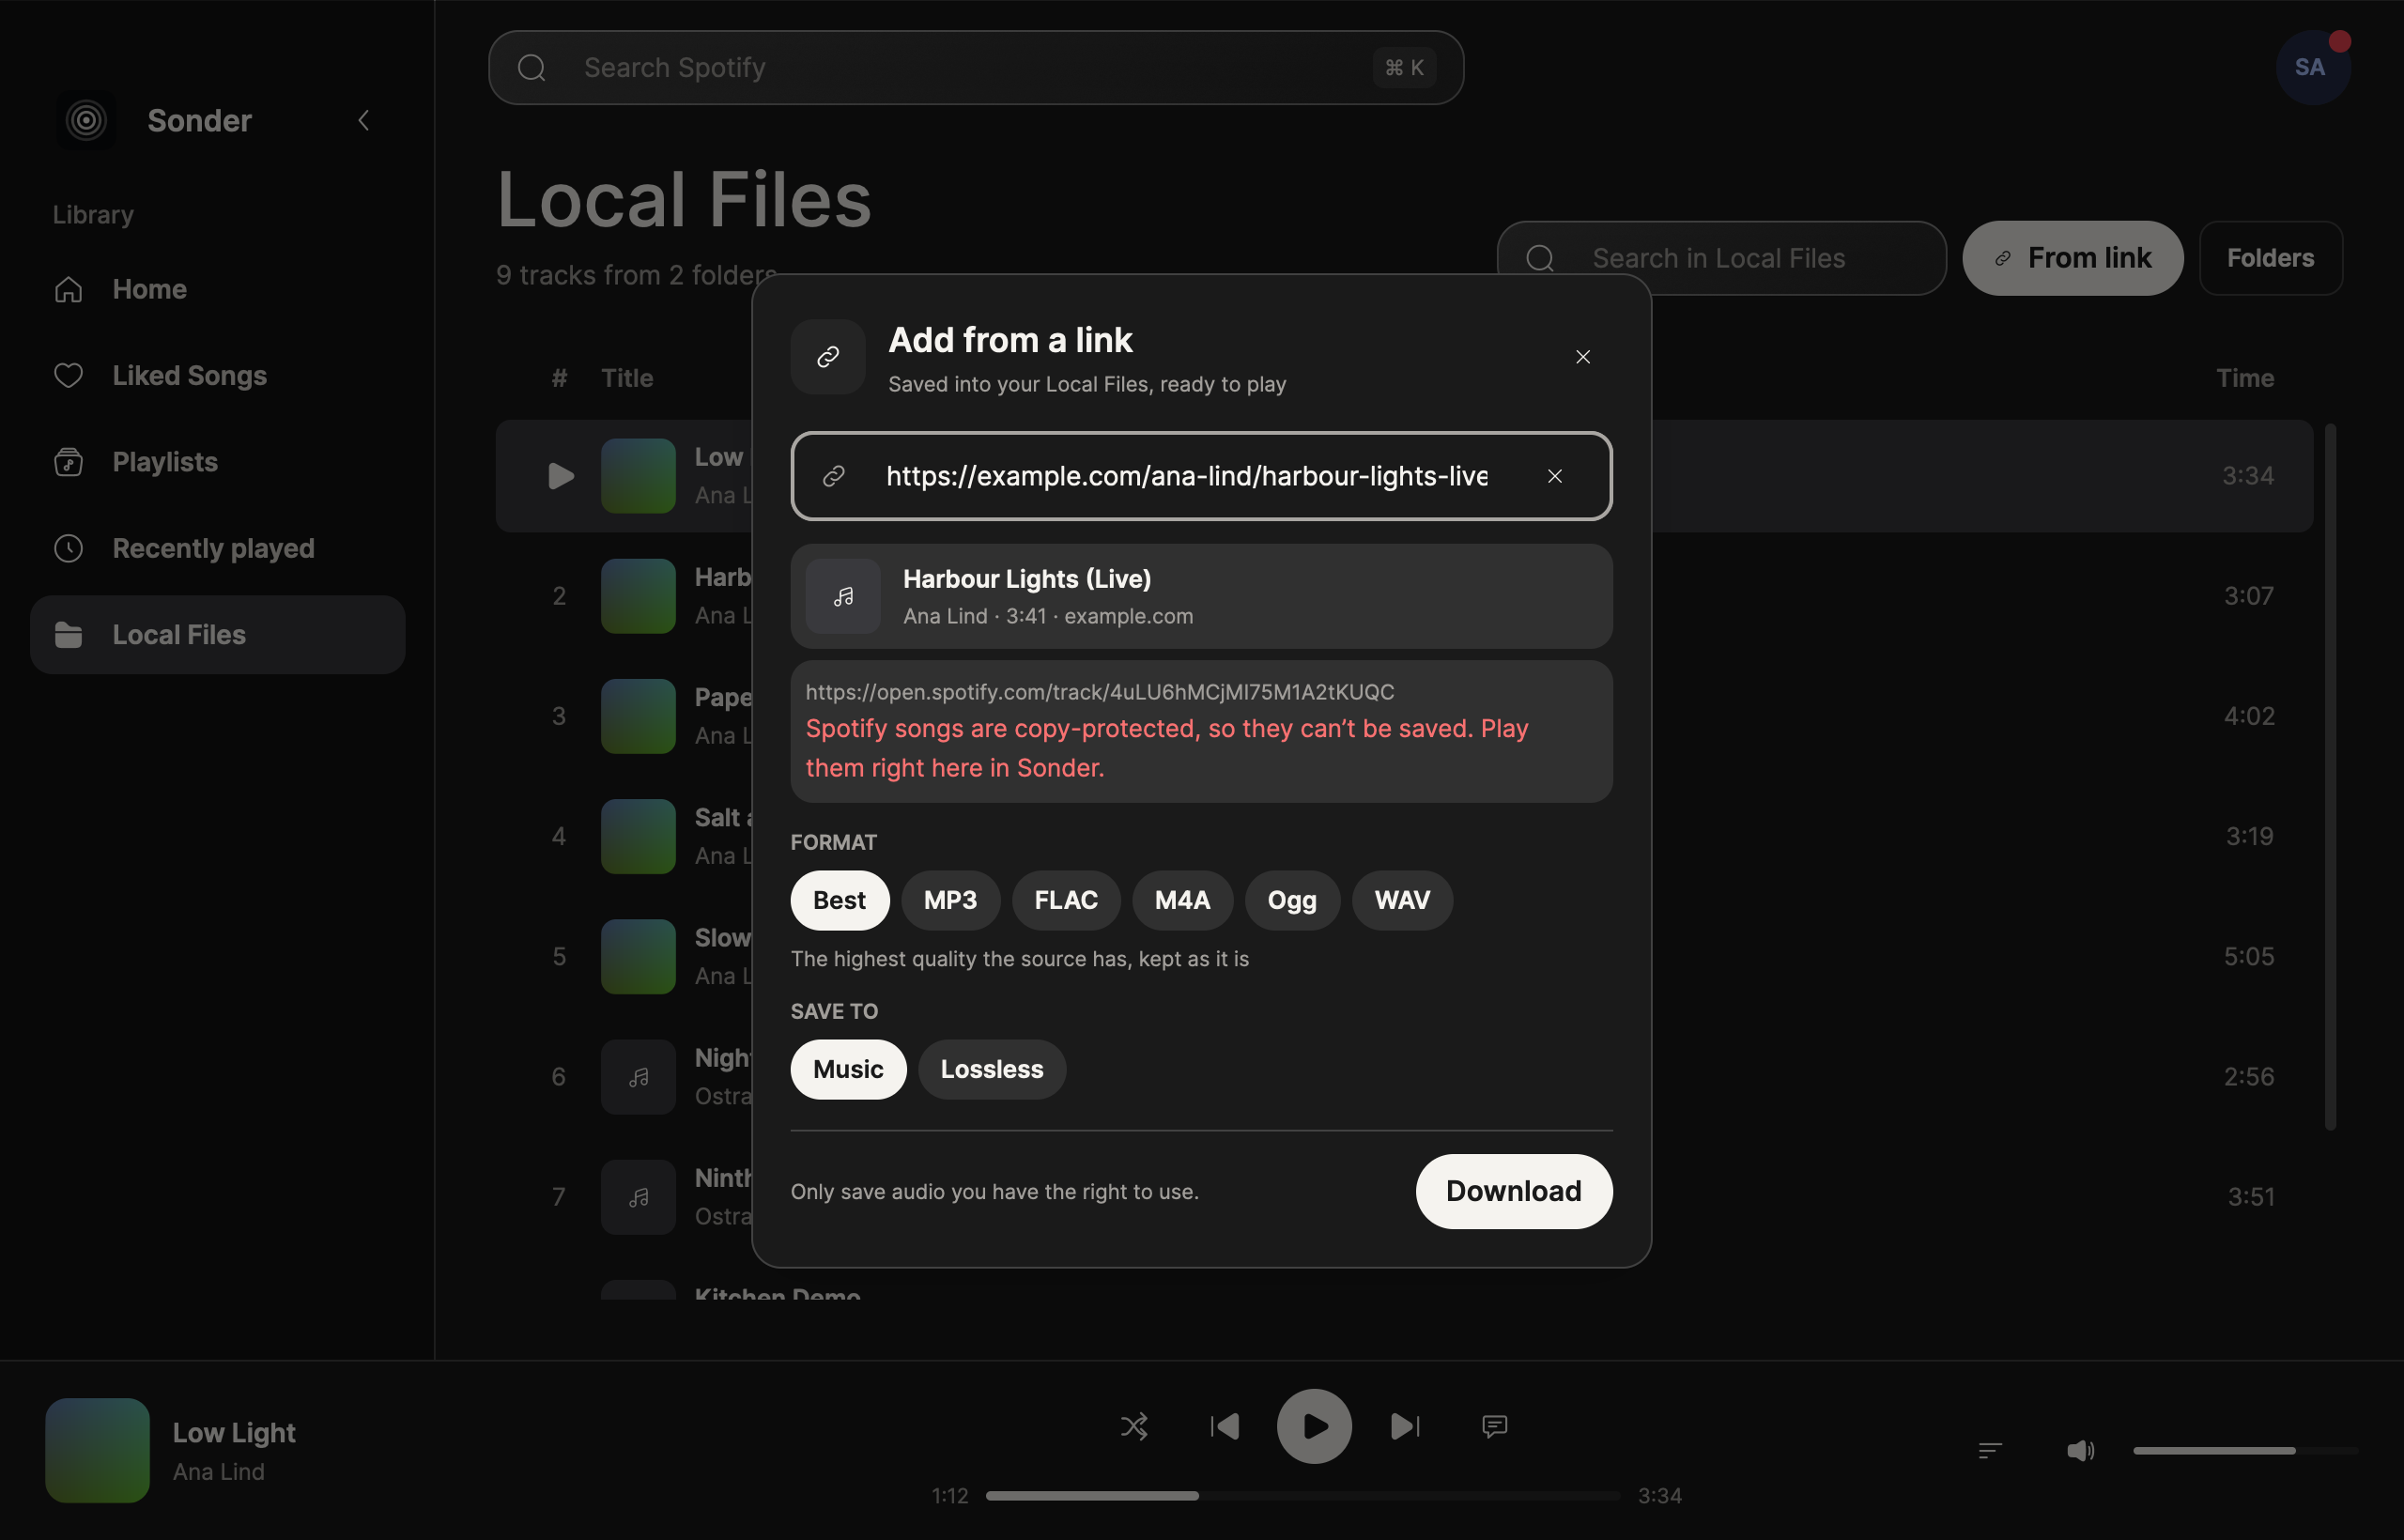 Search Spotify
⌘ K
SA
Sonder
Library
Home
Liked Songs
Playlists
Recently played
Local Files
Local Files
9 tracks from 2 folders
Search in Local Files
From link
Folders
# Title Time
Low
Ana L
3:34
2
Harb
Ana L
3:07
3
Pape
Ana L
4:02
4
Salt a
Ana L
3:19
5
Slow
Ana L
5:05
6
Night
Ostra
2:56
7
Ninth
Ostra
3:51
Kitchen Demo
Add from a link
Saved into your Local Files, ready to play
https://example.com/ana-lind/harbour-lights-live
Harbour Lights (Live)
Ana Lind · 3:41 · example.com
https://open.spotify.com/track/4uLU6hMCjMI75M1A2tKUQC
Spotify songs are copy-protected, so they can’t be saved. Play
them right here in Sonder.
FORMAT
Best MP3 FLAC M4A Ogg WAV
The highest quality the source has, kept as it is
SAVE TO
Music Lossless
Only save audio you have the right to use.
Download
Low Light
Ana Lind
1:12
3:34